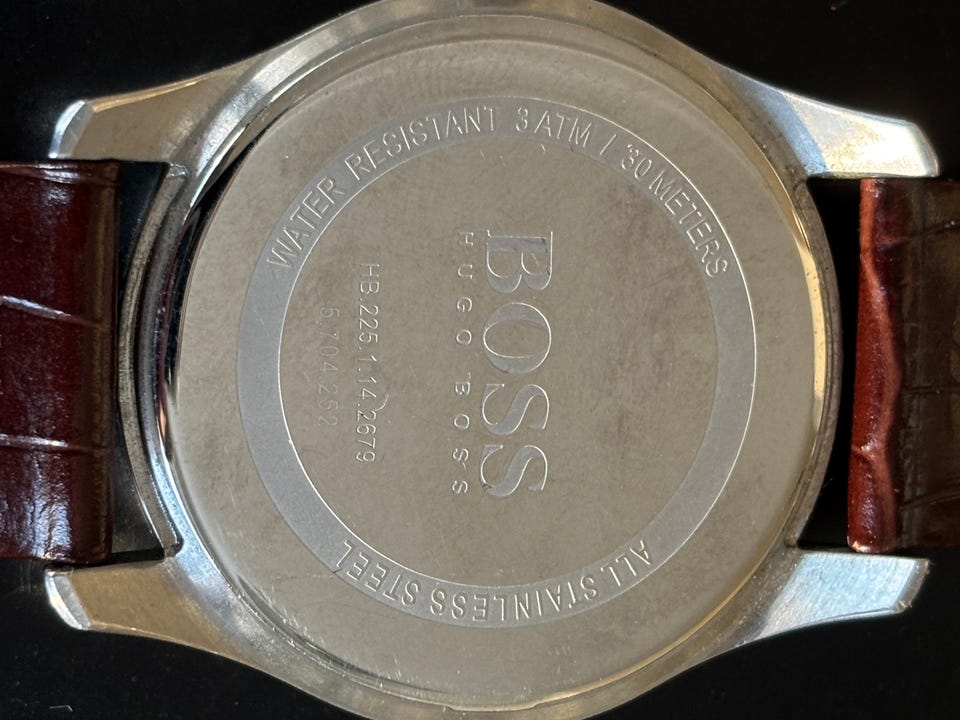 WATER RESISTANT 3 ATM / 30 METERS
BOSS
HUGO BOSS
HB.225.1.14.2679
5,704,252
ALL STAINLESS STEEL